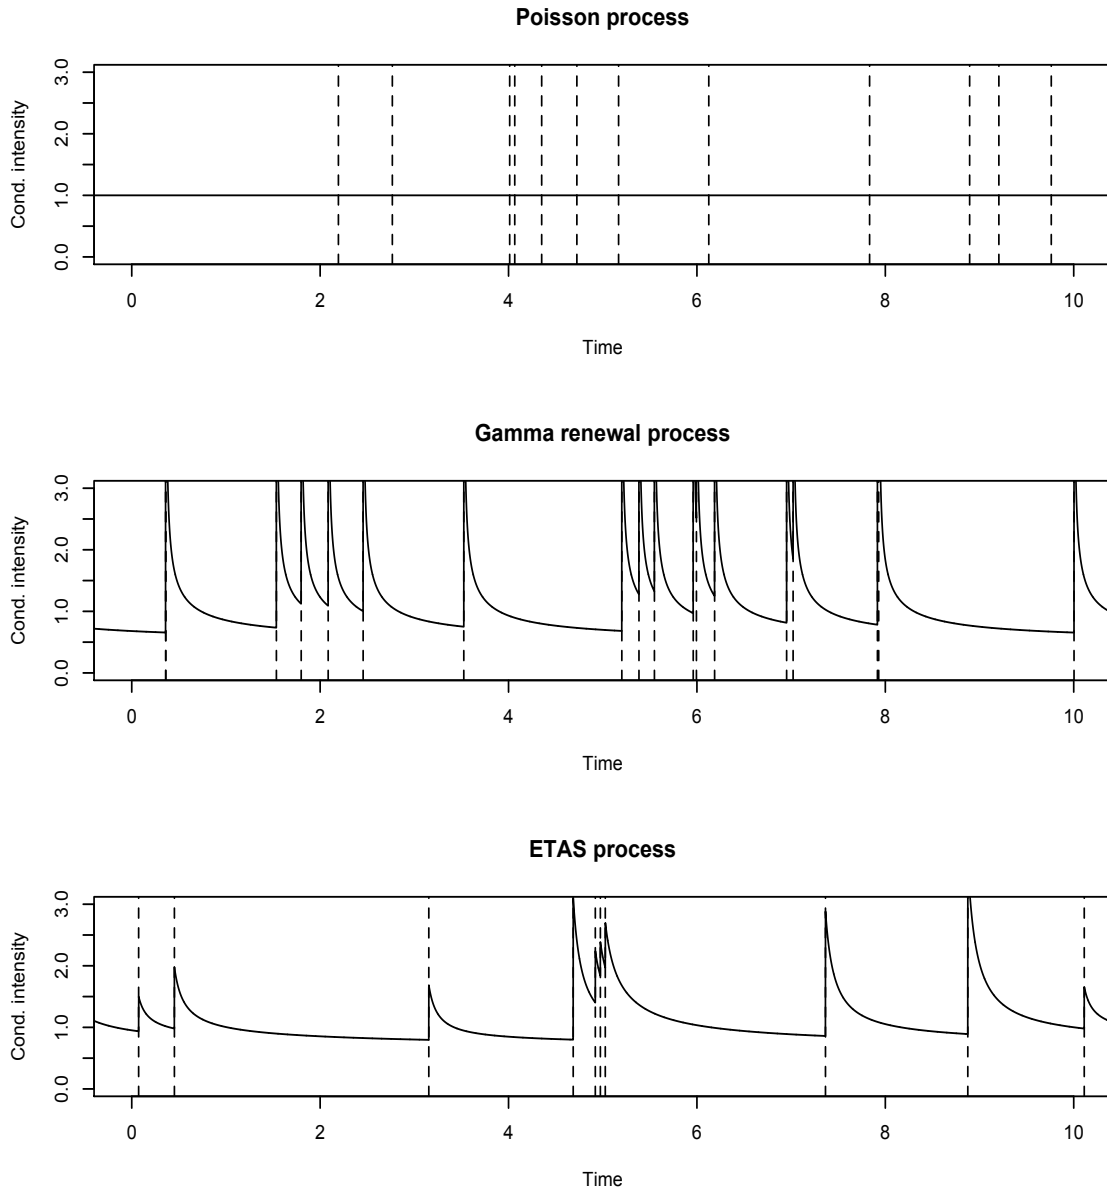 Poisson process
Cond. intensity
0.0 1.0 2.0 3.0
0 2 4 6 8 10
Time
Gamma renewal process
Cond. intensity
0.0 1.0 2.0 3.0
0 2 4 6 8 10
Time
ETAS process
Cond. intensity
0.0 1.0 2.0 3.0
0 2 4 6 8 10
Time